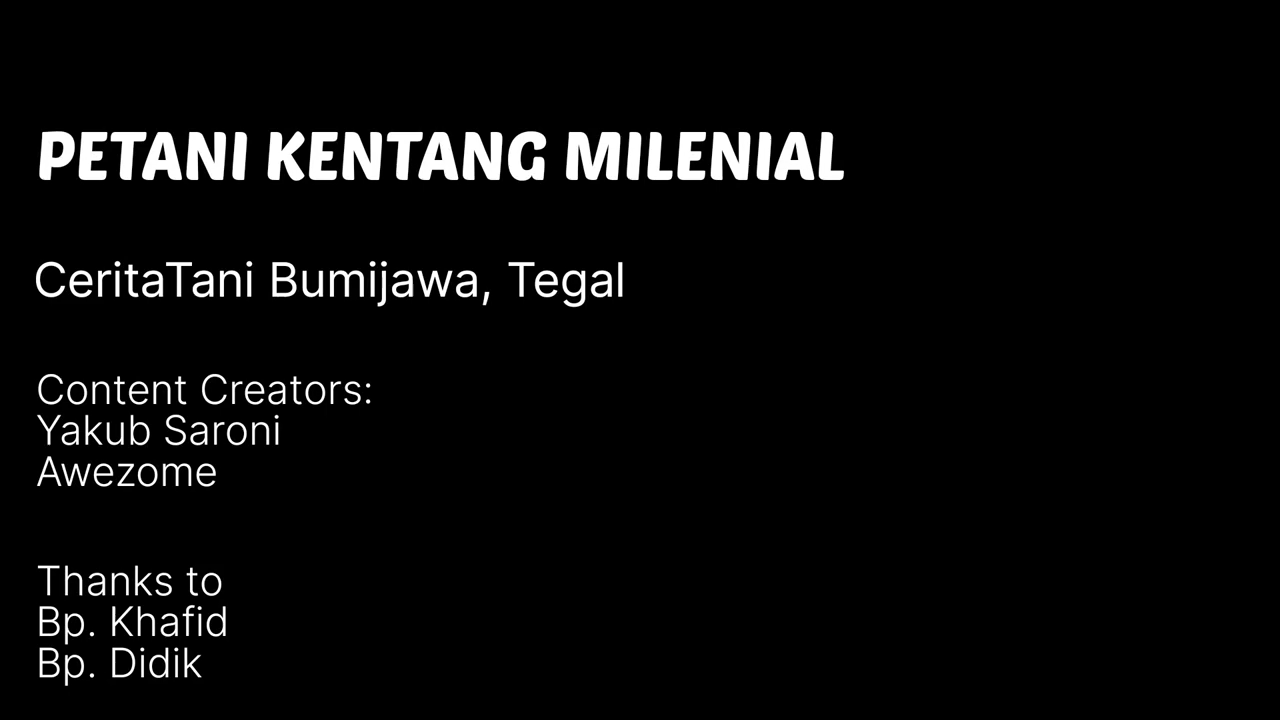 PETANI KENTANG MILENIAL
CeritaTani Bumijawa, Tegal
Content Creators:
Yakub Saroni
Awezome
Thanks to
Bp. Khafid
Bp. Didik